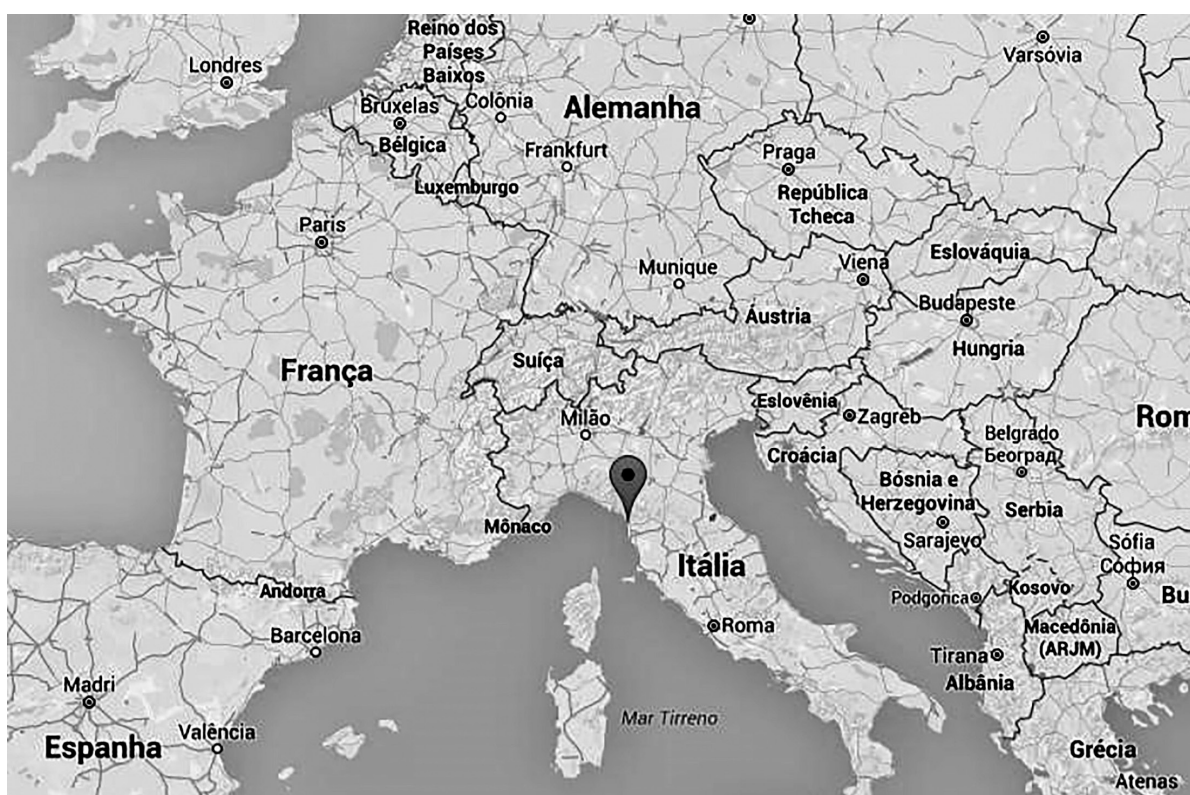 Reino dos
Países
Baixos
Londres
Varsóvia
Bruxelas
Colônia
Alemanha
Bélgica
Frankfurt
Praga
Luxemburgo
República
Tcheca
Paris
Eslováquia
Munique
Viena
Budapeste
Áustria
Hungria
Suíça
França
Eslovênia
Milão
Zagreb
Rom
Belgrado
Београд
Croácia
Bósnia e
Herzegovina
Serbia
Mônaco
Sarajevo
Sófia
София
Itália
Kosovo
Andorra
Podgorica
Bu
Barcelona
Roma
Macedônia
(ARJM)
Tirana
Albânia
Madri
Mar Tirreno
Valência
Espanha
Grécia
Atenas